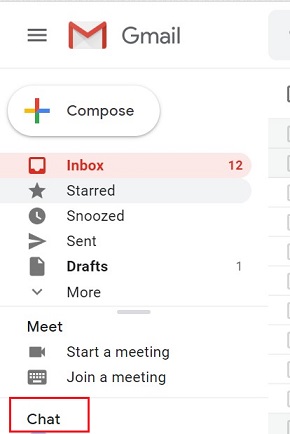 Gmail
Compose
Inbox 12
Starred
Snoozed
Sent
Drafts 1
More
Meet
Start a meeting
Join a meeting
Chat